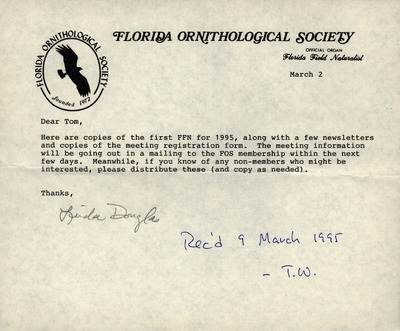 FLORIDA ORNITHOLOGICAL SOCIETY
FLORIDA ORNITHOLOGICAL SOCIETY
Founded 1972
OFFICIAL ORGAN
Florida Field Naturalist
March 2
Dear Tom,
Here are copies of the first FFN for 1995, along with a few newsletters
and copies of the meeting registration form. The meeting information
will be going out in a mailing to the FOS membership within the next
few days. Meanwhile, if you know of any non-members who might be
interested, please distribute these (and copy as needed).
Thanks,
Linda Douglas
Rec'd 9 March 1995
- T.W.